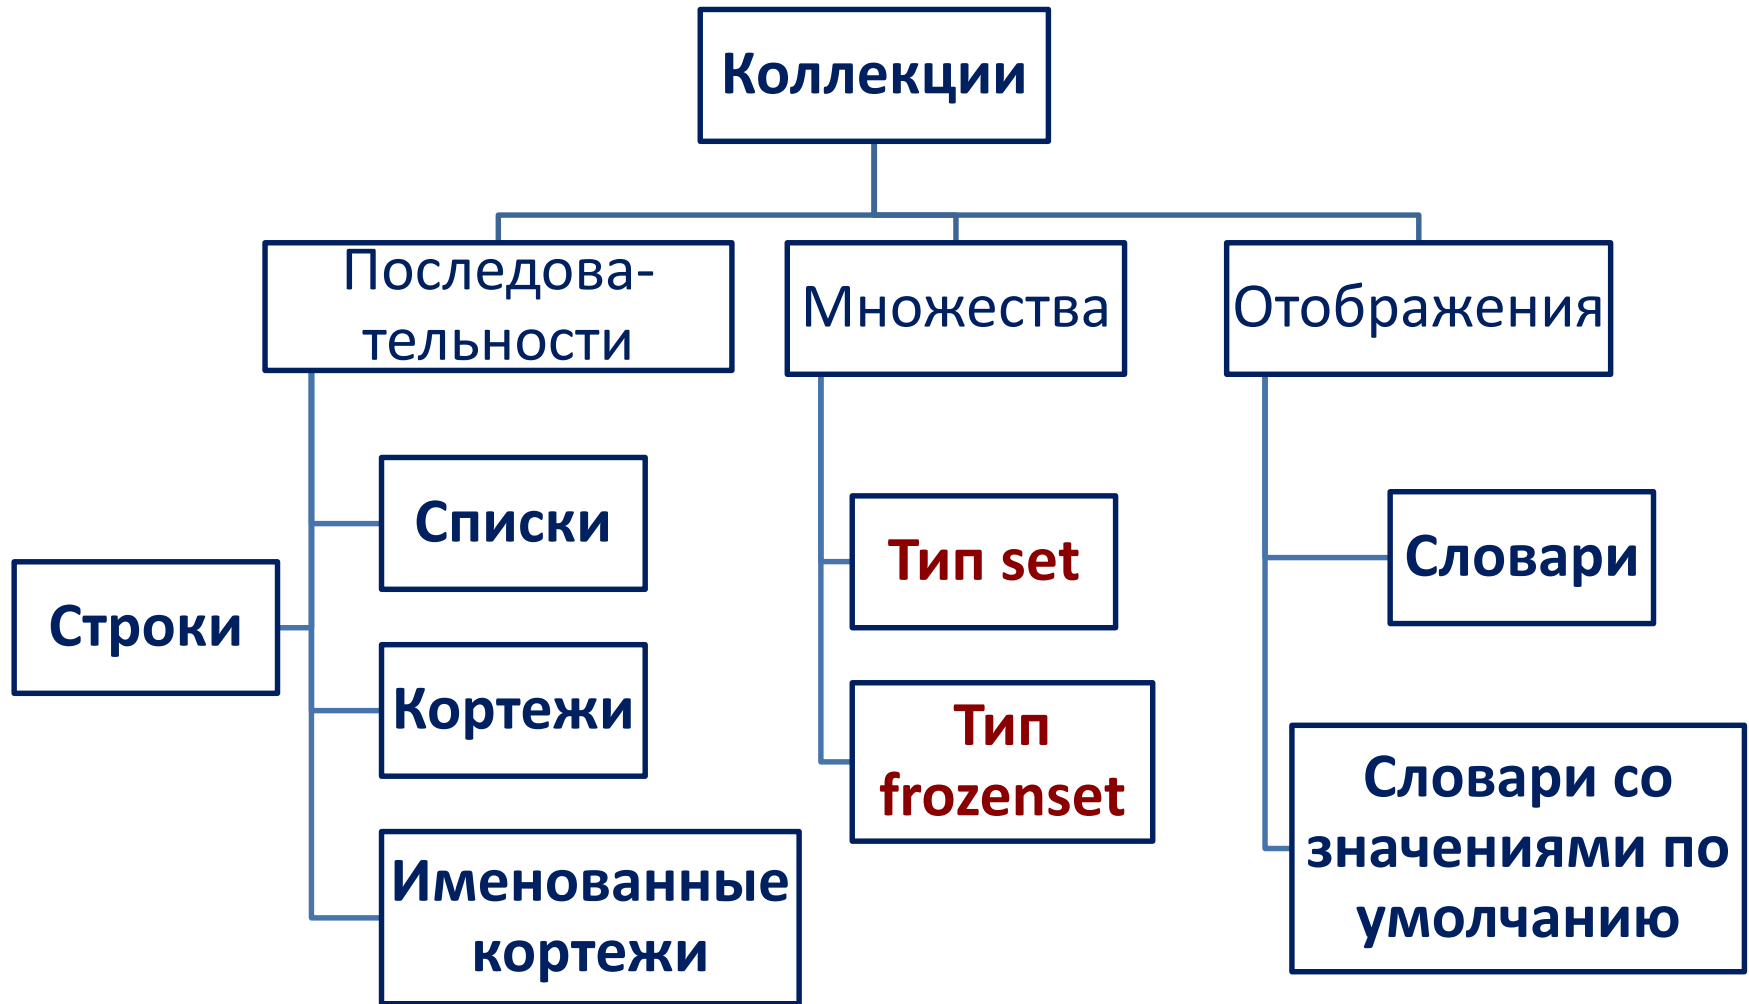 Коллекции
Последова-
тельности
Множества
Отображения
Строки
Списки
Кортежи
Именованные
кортежи
Тип set
Тип
frozenset
Словари
Словари со
значениями по
умолчанию